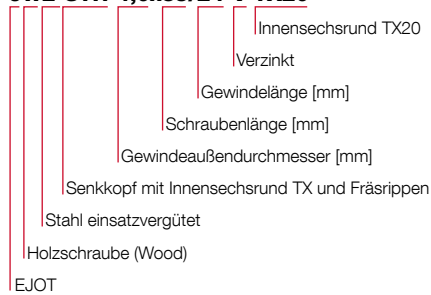 TX20
Innensechsrund TX20
Verzinkt
Gewindelänge [mm]
Schraubenlänge [mm]
Gewindeaußendurchmesser [mm]
Senkkopf mit Innensechsrund TX und Fräsrippen
Stahl einsatzvergütet
Holzschraube (Wood)
EJOT